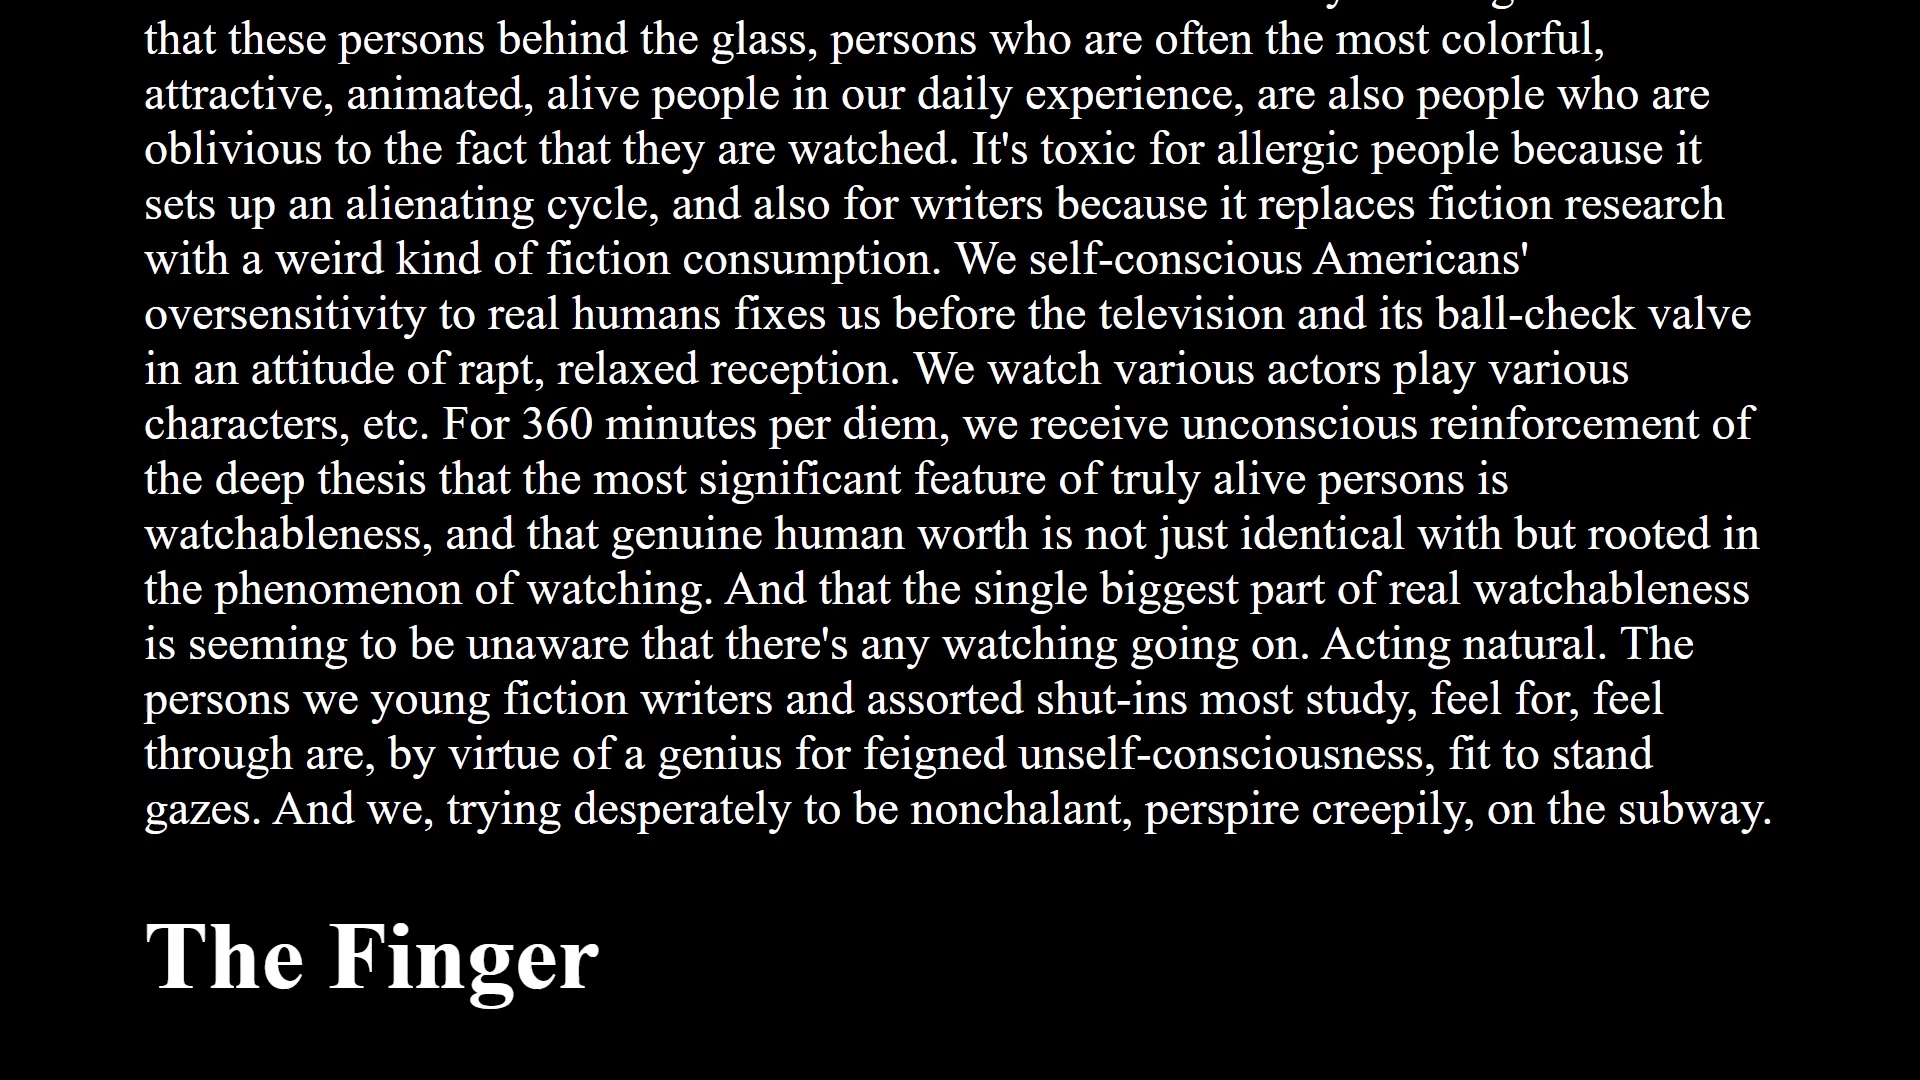 that these persons behind the glass, persons who are often the most colorful,
attractive, animated, alive people in our daily experience, are also people who are
oblivious to the fact that they are watched. It's toxic for allergic people because it
sets up an alienating cycle, and also for writers because it replaces fiction research
with a weird kind of fiction consumption. We self-conscious Americans'
oversensitivity to real humans fixes us before the television and its ball-check valve
in an attitude of rapt, relaxed reception. We watch various actors play various
characters, etc. For 360 minutes per diem, we receive unconscious reinforcement of
the deep thesis that the most significant feature of truly alive persons is
watchableness, and that genuine human worth is not just identical with but rooted in
the phenomenon of watching. And that the single biggest part of real watchableness
is seeming to be unaware that there's any watching going on. Acting natural. The
persons we young fiction writers and assorted shut-ins most study, feel for, feel
through are, by virtue of a genius for feigned unself-consciousness, fit to stand
gazes. And we, trying desperately to be nonchalant, perspire creepily, on the subway.
The Finger